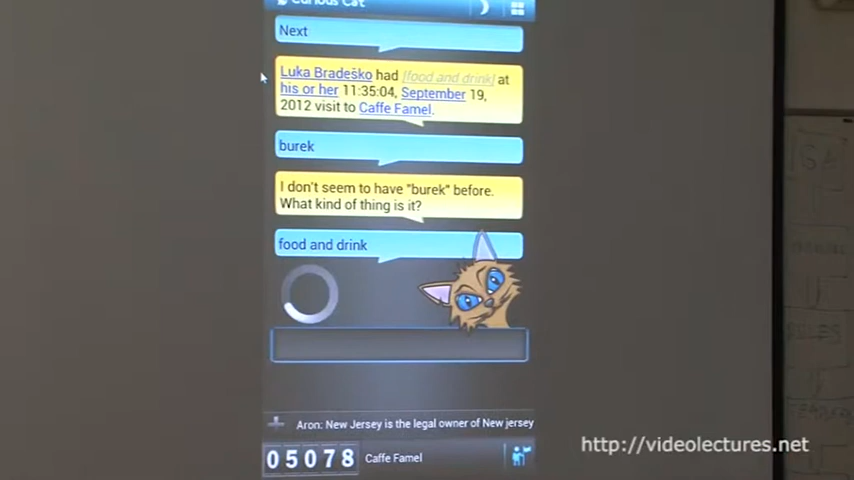 Curious Cat
Next
Luka Bradeško had [food and drink] at
his or her 11:35:04, September 19,
2012 visit to Caffe Famel.
burek
I don't seem to have "burek" before.
What kind of thing is it?
food and drink
Aron: New Jersey is the legal owner of New jersey
05078 Caffe Famel
http://videolectures.net